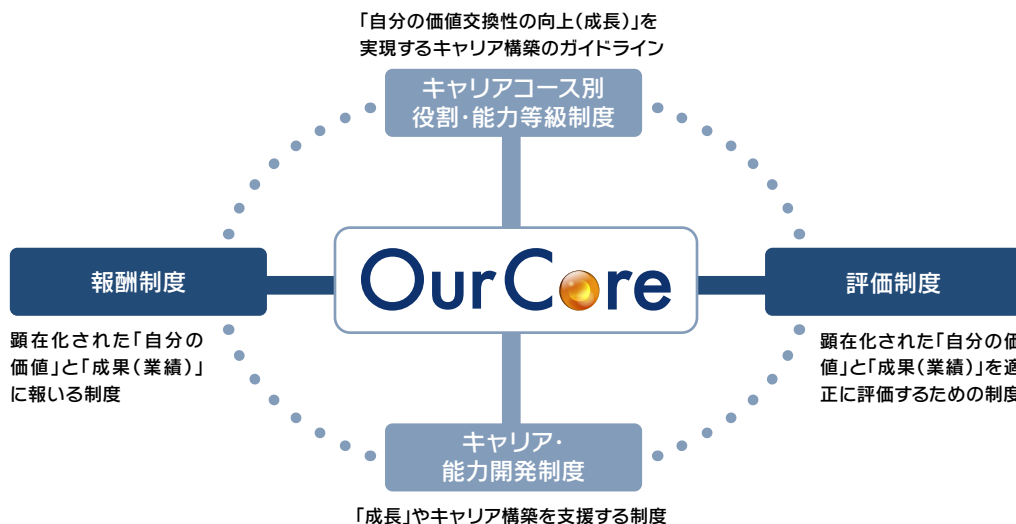 「自分の価値交換性の向上(成長)」を
実現するキャリア構築のガイドライン
キャリアコース別
役割・能力等級制度
報酬制度
OurCore
評価制度
顕在化された「自分の
価値」と「成果(業績)」
に報いる制度
顕在化された「自分の価
値」と「成果(業績)」を適
正に評価するための制度
キャリア・
能力開発制度
「成長」やキャリア構築を支援する制度